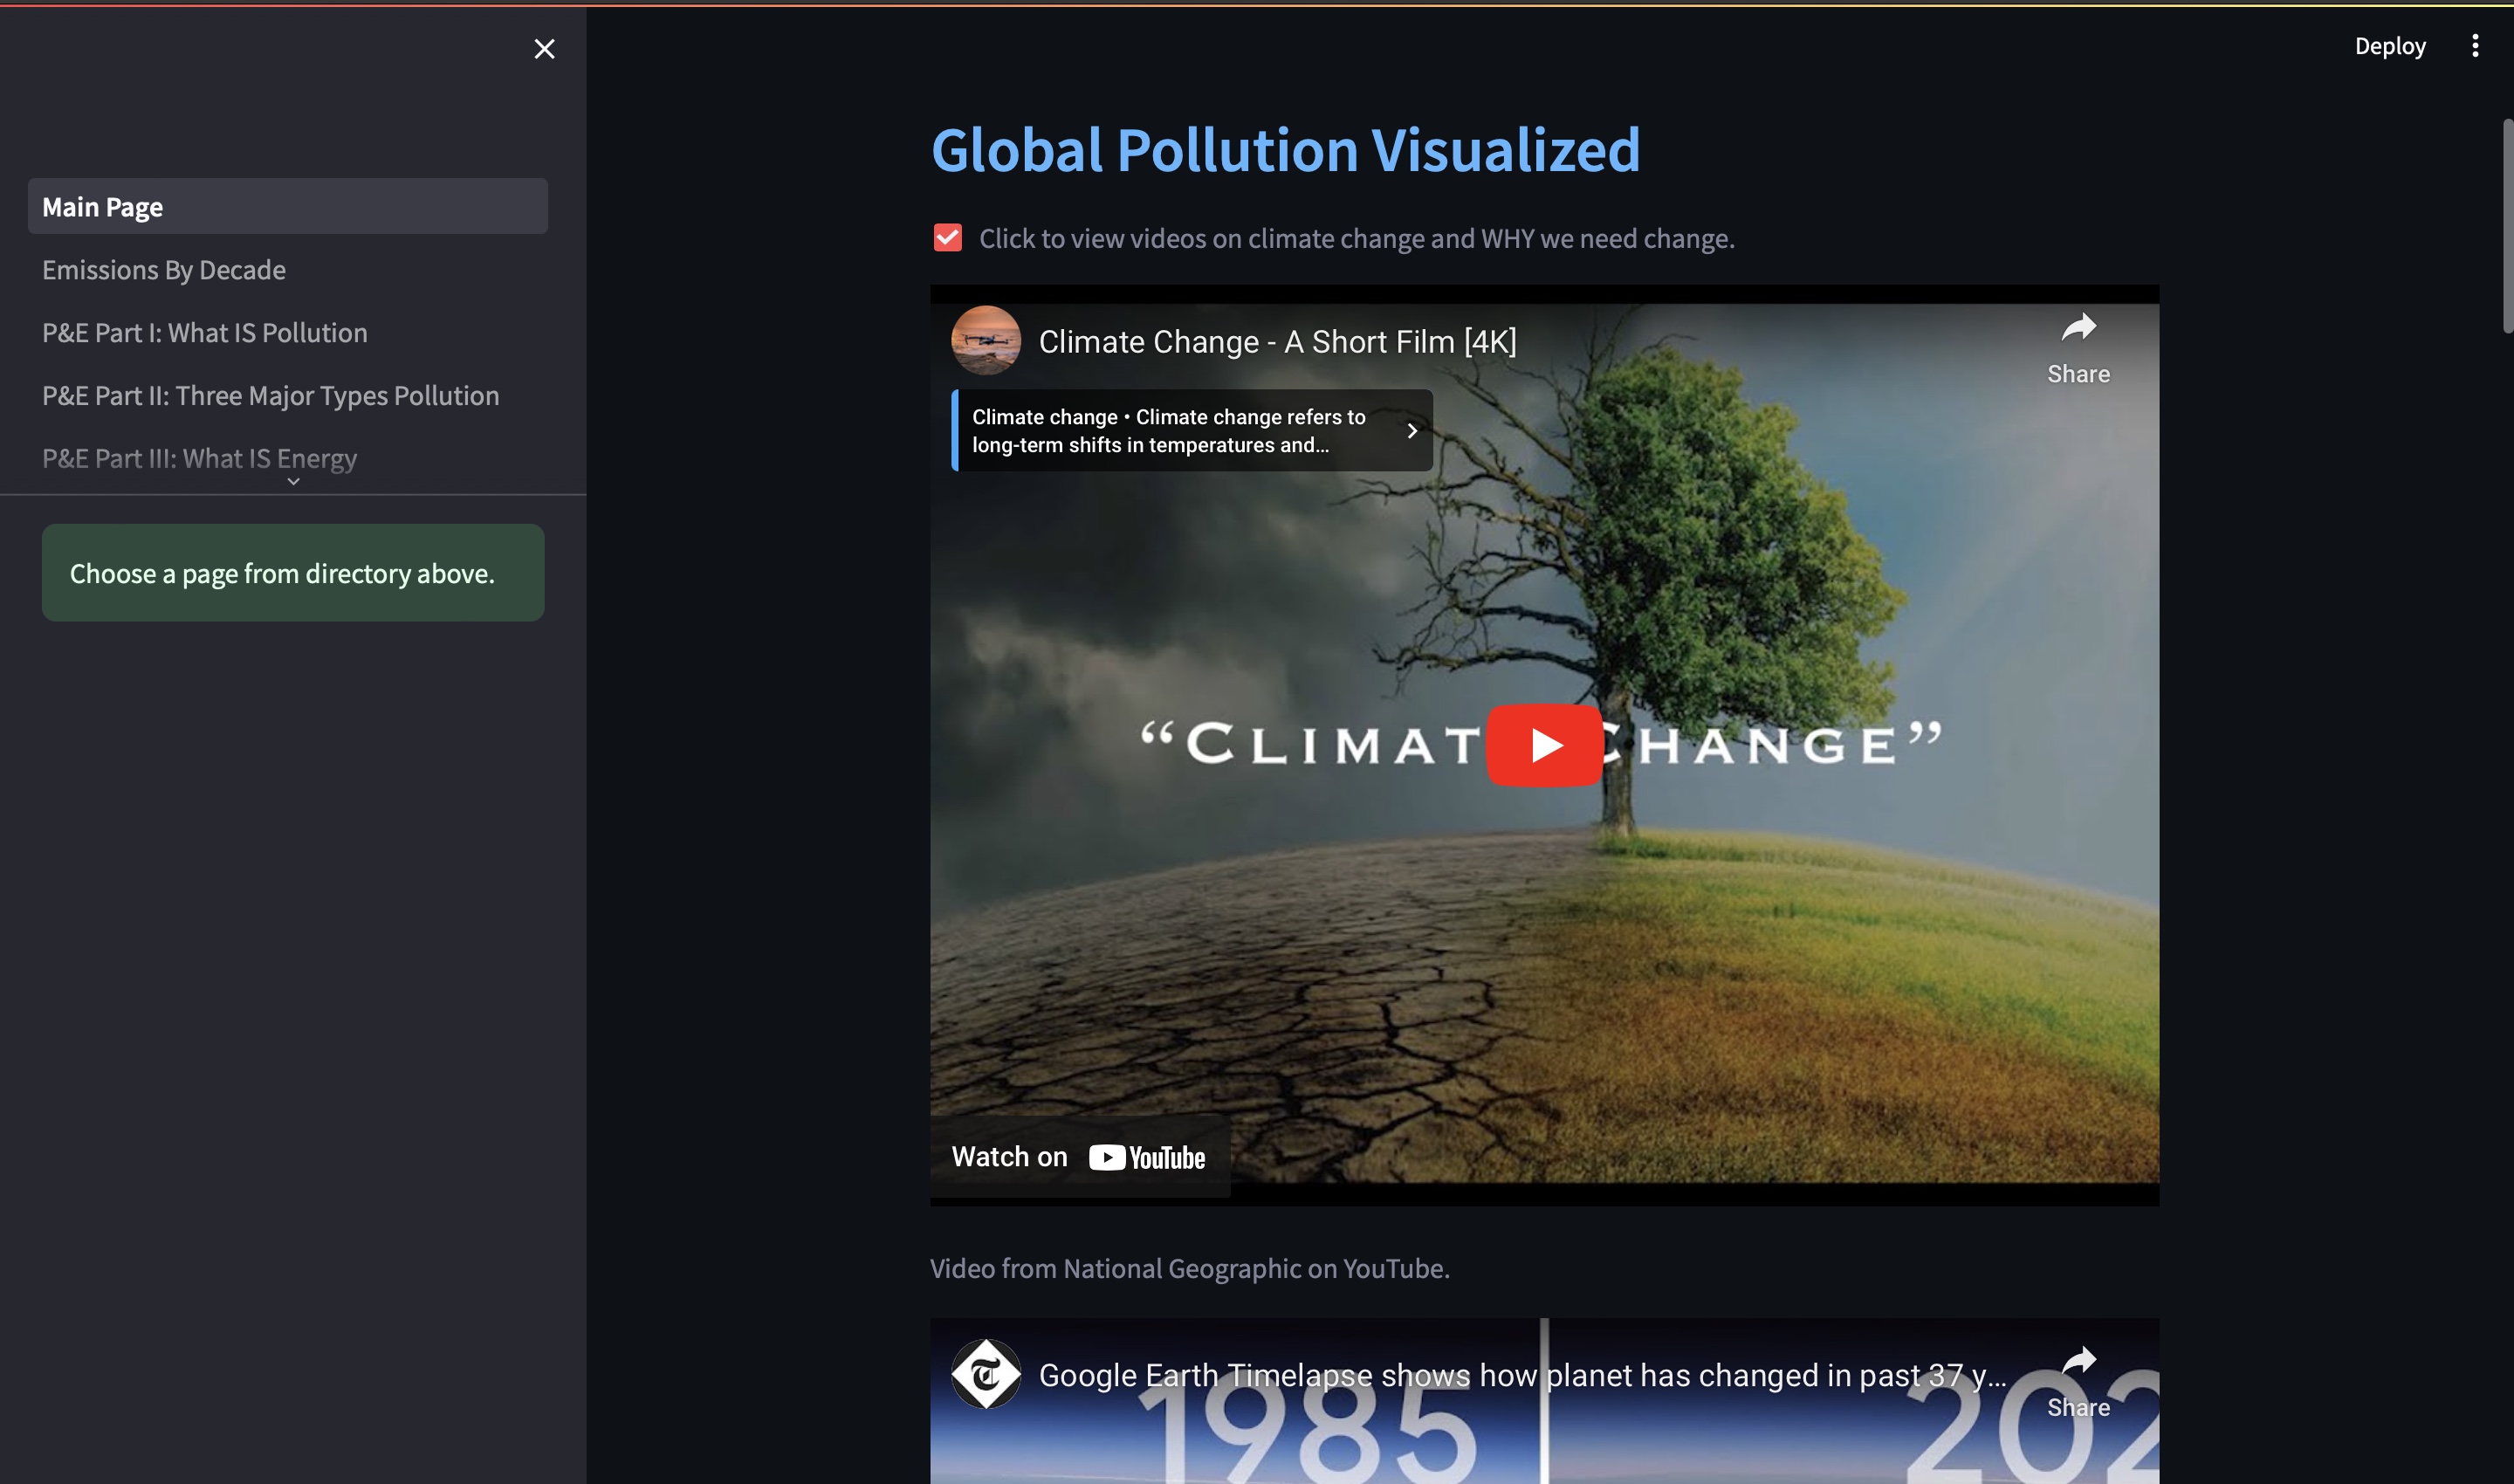 Deploy
Main Page
Emissions By Decade
P&E Part I: What IS Pollution
P&E Part II: Three Major Types Pollution
P&E Part III: What IS Energy
Choose a page from directory above.
Global Pollution Visualized
Click to view videos on climate change and WHY we need change.
Climate Change - A Short Film [4K]
Share
Climate change • Climate change refers to
long-term shifts in temperatures and...
“CLIMAT CHANGE”
Watch on YouTube
Video from National Geographic on YouTube.
Google Earth Timelapse shows how planet has changed in past 37 y...
Share
1985
202